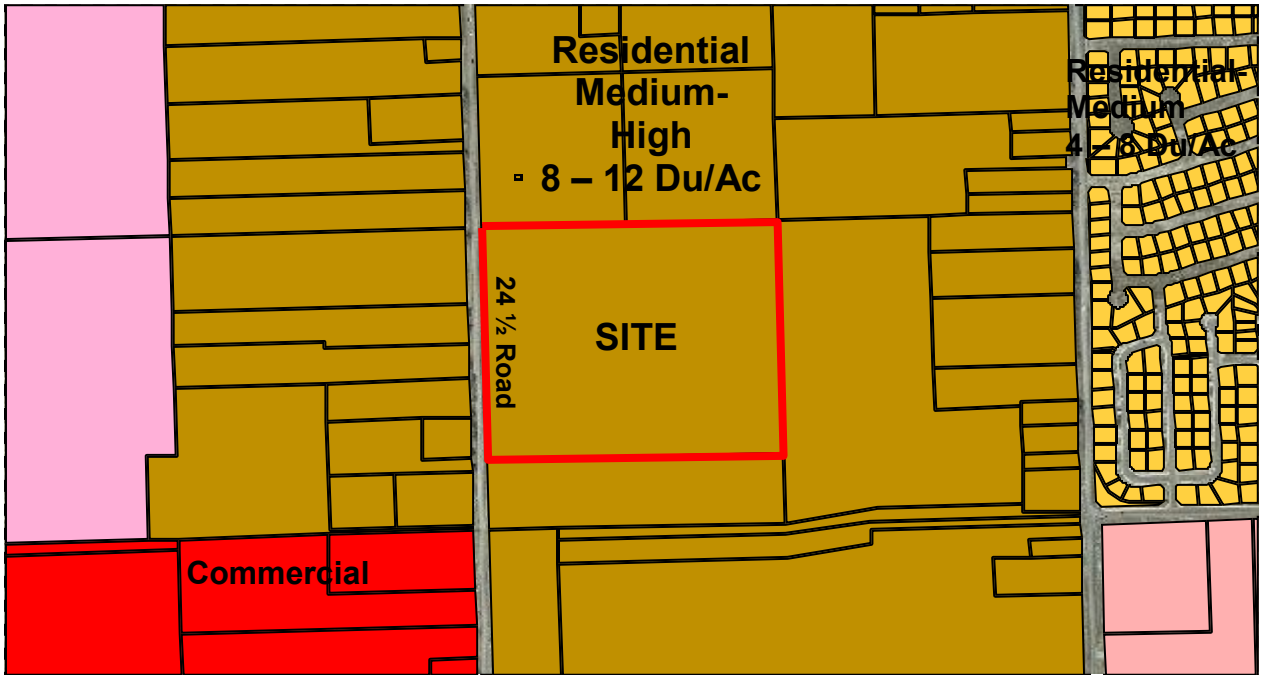 Residential
Medium-
High
8 – 12 Du/Ac
Residential-
Medium
4 – 8 Du/Ac
24 ½ Road
SITE
Commercial